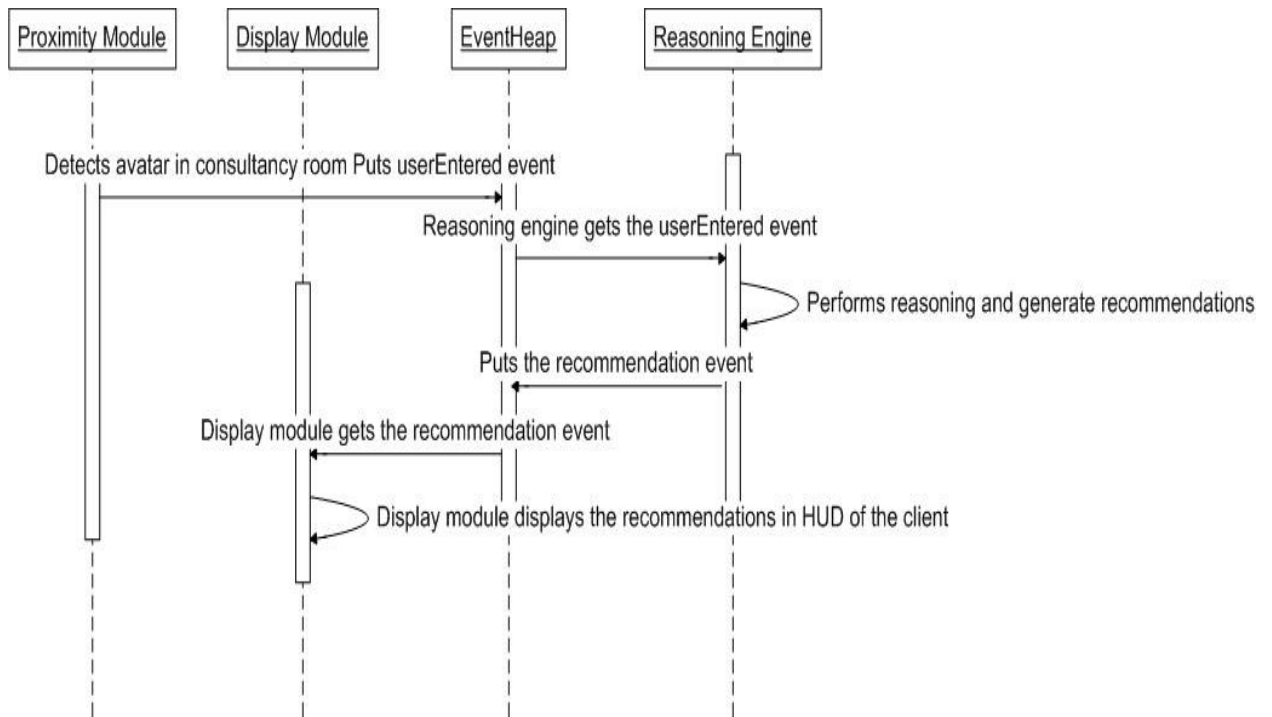 Proximity Module
Display Module
EventHeap
Reasoning Engine
Detects avatar in consultancy room Puts userEntered event
Reasoning engine gets the userEntered event
Performs reasoning and generate recommendations
Puts the recommendation event
Display module gets the recommendation event
Display module displays the recommendations in HUD of the client